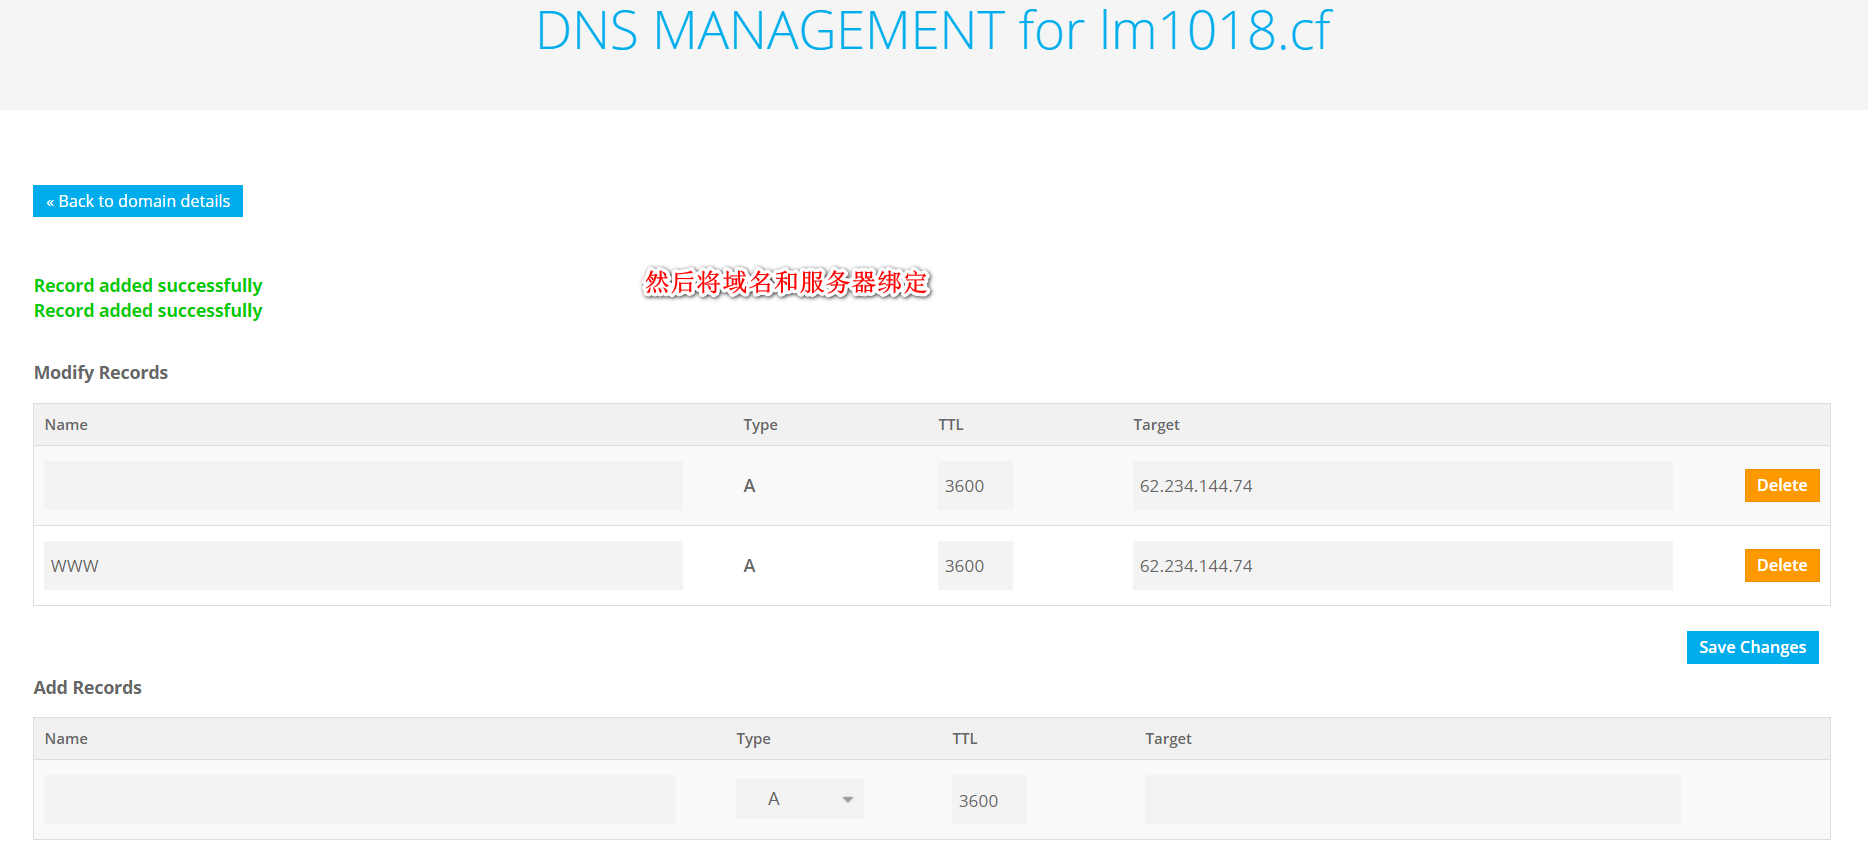 DNS MANAGEMENT for lm1018.cf
« Back to domain details
Record added successfully
Record added successfully
然后将域名和服务器绑定
Modify Records
Name Type TTL Target
A 3600 62.234.144.74 Delete
WWW A 3600 62.234.144.74 Delete
Save Changes
Add Records
Name Type TTL Target
A 3600